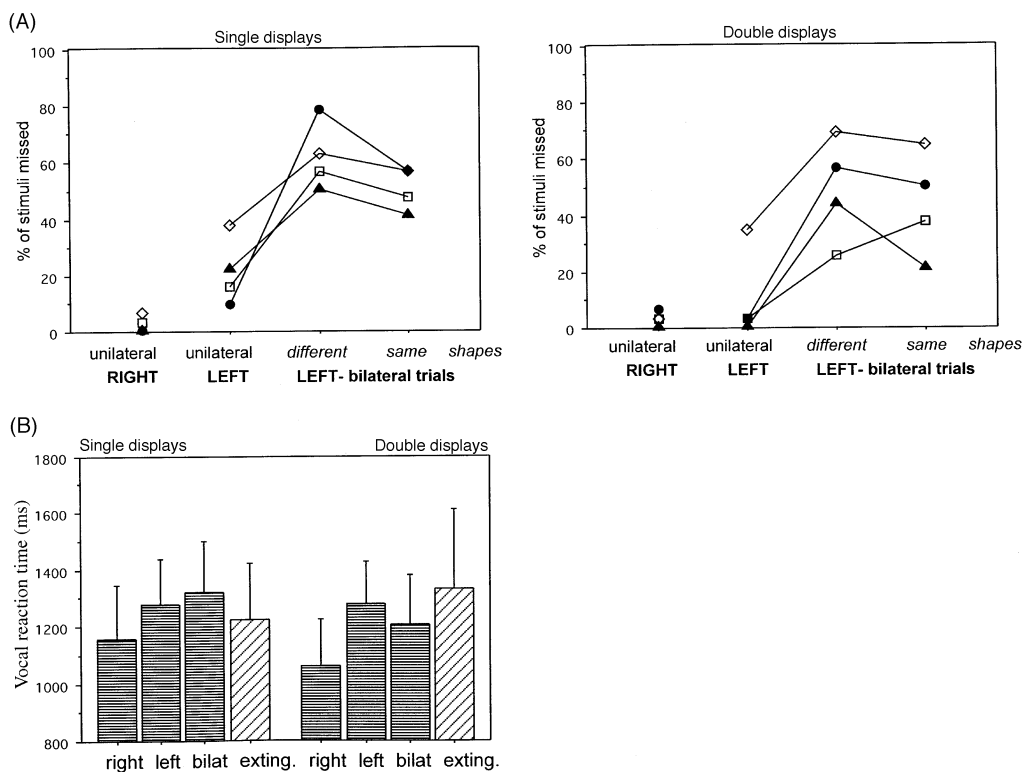 (A)
Single displays
Double displays
100
80
60
40
20
0
% of stimuli missed
unilateral unilateral different same shapes
RIGHT LEFT LEFT- bilateral trials
100
80
60
40
20
0
% of stimuli missed
unilateral unilateral different same shapes
RIGHT LEFT LEFT- bilateral trials
(B)
Single displays Double displays
1800
1600
1400
1200
1000
800
Vocal reaction time (ms)
right left bilat exting. right left bilat exting.